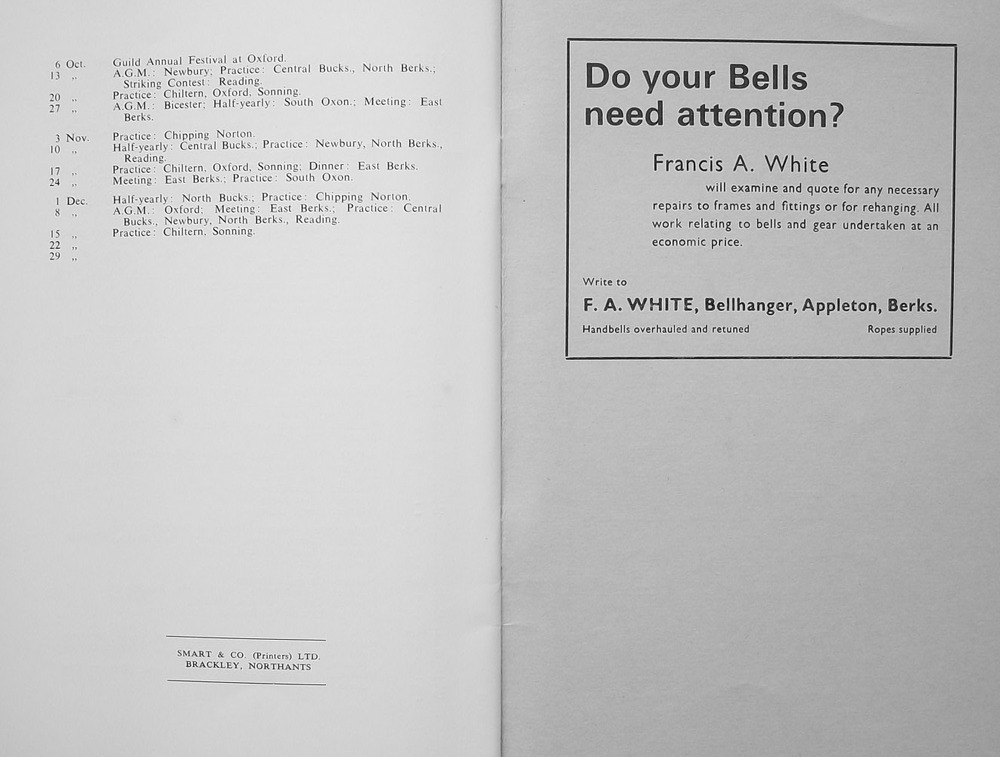 6 Oct. Guild Annual Festival at Oxford.
13 ,, A.G.M.: Newbury; Practice: Central Bucks., North Berks.;
Striking Contest: Reading.
20 ,, Practice: Chiltern, Oxford, Sonning.
27 ,, A.G.M.: Bicester; Half-yearly: South Oxon.; Meeting: East
Berks.
3 Nov. Practice: Chipping Norton.
10 ,, Half-yearly: Central Bucks.; Practice: Newbury, North Berks.,
Reading.
17 ,, Practice: Chiltern, Oxford, Sonning; Dinner: East Berks.
24 ,, Meeting: East Berks.; Practice: South Oxon.
1 Dec. Half-yearly: North Bucks.; Practice: Chipping Norton.
8 ,, A.G.M.: Oxford; Meeting: East Berks.; Practice: Central
Bucks., Newbury, North Berks., Reading.
15 ,, Practice: Chiltern, Sonning.
22 ,,
29 ,,
SMART & CO. (Printers) LTD.
BRACKLEY, NORTHANTS
Do your Bells
need attention?
Francis A. White
will examine and quote for any necessary
repairs to frames and fittings or for rehanging. All
work relating to bells and gear undertaken at an
economic price.
Write to
F. A. WHITE, Bellhanger, Appleton, Berks.
Handbells overhauled and retuned Ropes supplied